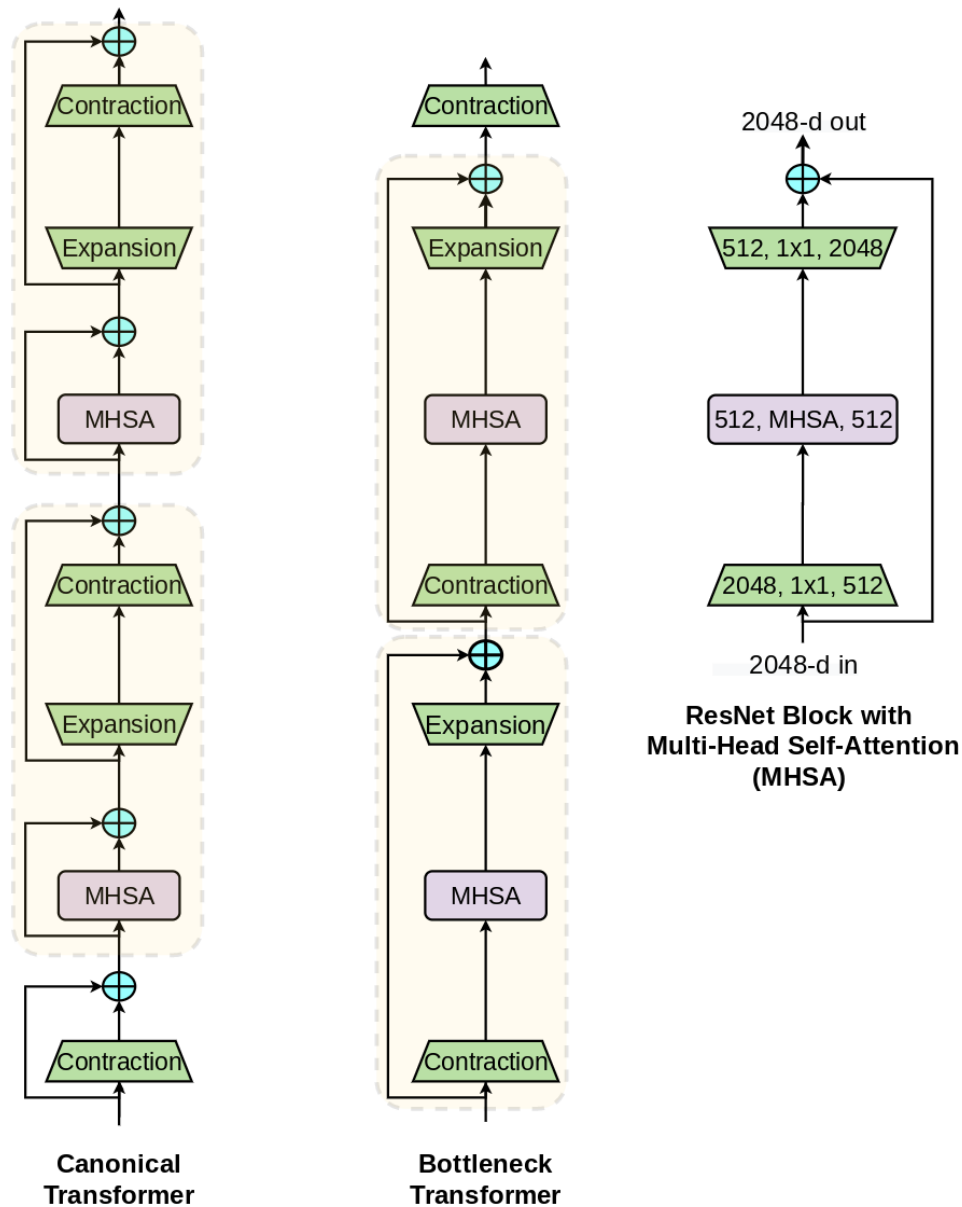 Contraction
Expansion
MHSA
Contraction
Expansion
MHSA
Contraction
Canonical
Transformer
Contraction
Expansion
MHSA
Contraction
Expansion
MHSA
Contraction
Bottleneck
Transformer
2048-d out
512, 1x1, 2048
512, MHSA, 512
2048, 1x1, 512
2048-d in
ResNet Block with
Multi-Head Self-Attention
(MHSA)